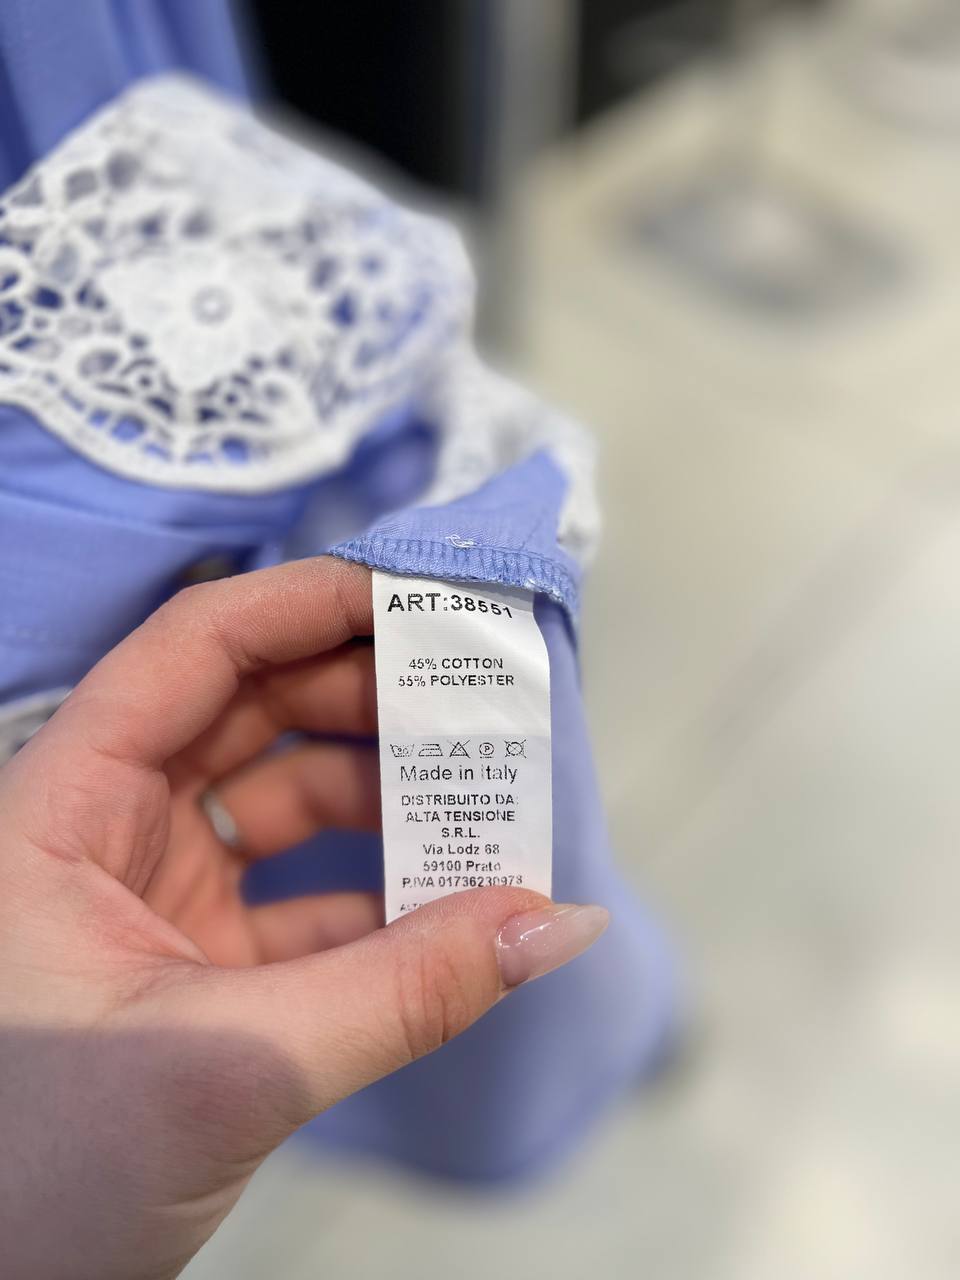 ART:38551
45% COTTON
55% POLYESTER
Made in Italy
DISTRIBUITO DA:
ALTA TENSIONE
S.R.L.
Via Lodz 68
59100 Prato
P.IVA 01736230978